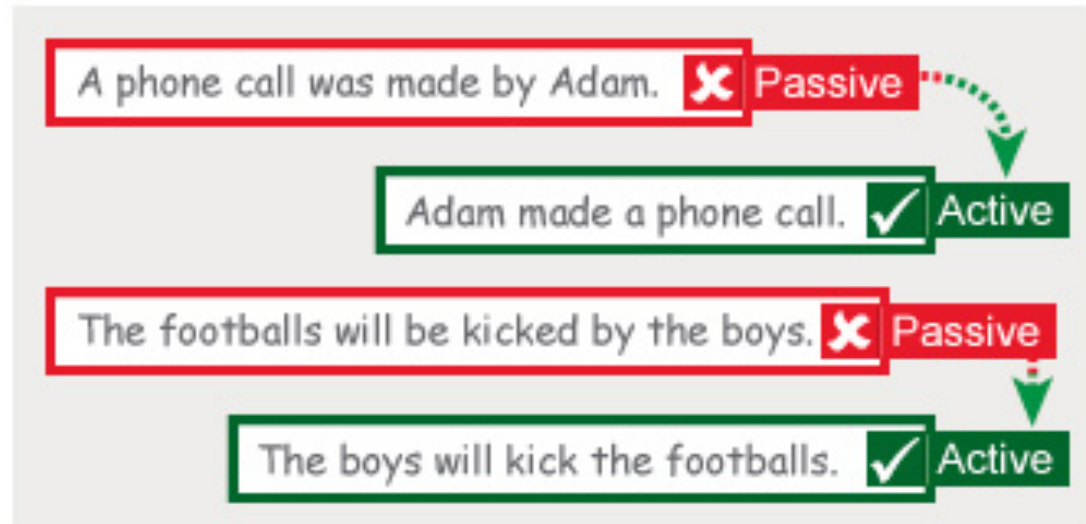 A phone call was made by Adam. Passive
Adam made a phone call. Active
The footballs will be kicked by the boys. Passive
The boys will kick the footballs. Active